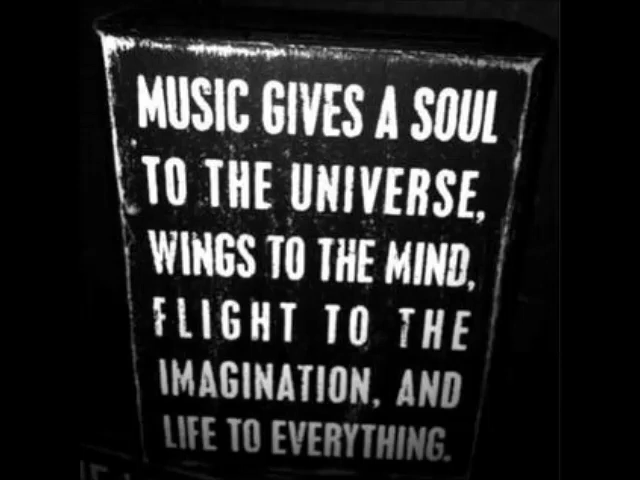 MUSIC GIVES A SOUL
TO THE UNIVERSE,
WINGS TO THE MIND,
FLIGHT TO THE
IMAGINATION, AND
LIFE TO EVERYTHING.